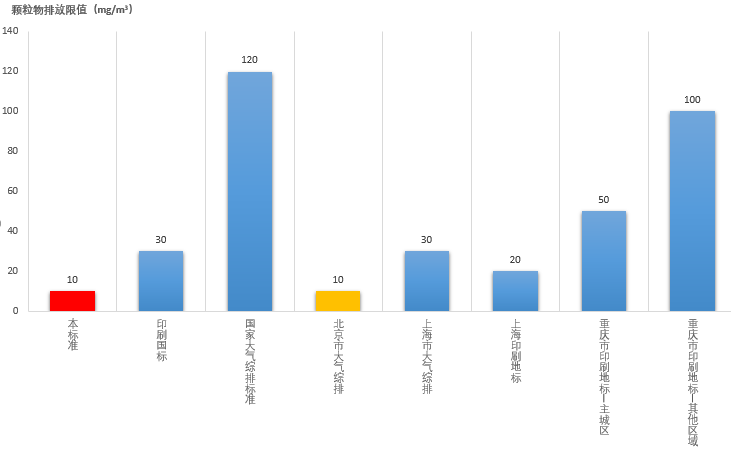 颗粒物排放限值（mg/m³）
140
120
100
80
60
40
20
0
10
30
120
10
30
20
50
100
本标准
印刷国标
国家大气综排标准
北京市大气综排
上海市大气综排
上海印刷地标
重庆市印刷地标—主城区
重庆市印刷地标—其他区域